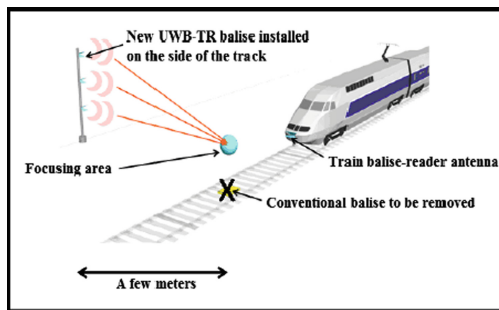 New UWB-TR balise installed
on the side of the track
Focusing area
Train balise-reader antenna
Conventional balise to be removed
A few meters